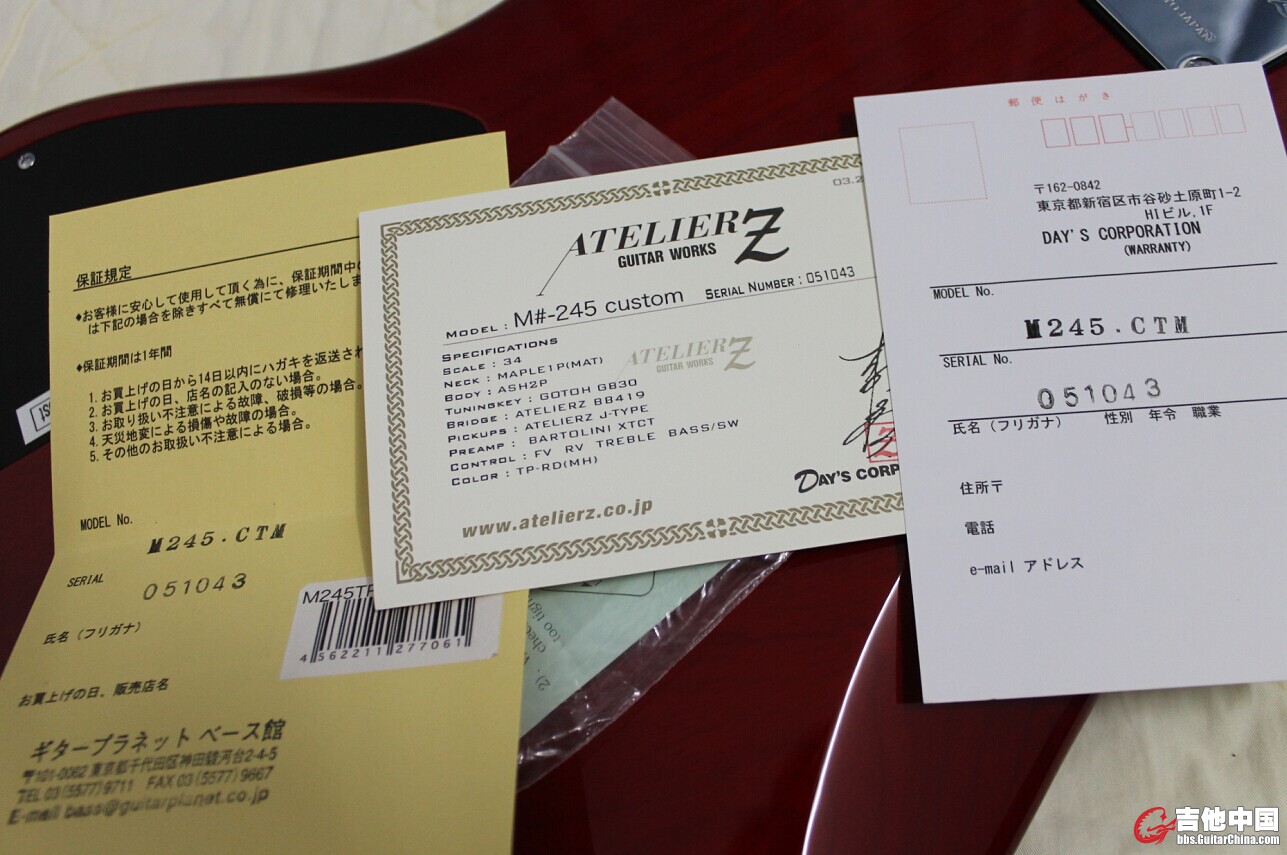 保証規定
♦お客様に安心して使用して頂く為に、保証期間中の
は下記の場合を除きすべて無償にて修理いたしま
♦保証期間は1年間
1. お買上げの日から14日以内にハガキを返送され
2. お買上げの日、店名の記入のない場合。
3. お取り扱い不注意による故障、破損等の場合。
4. 天災地変による損傷や故障の場合。
5. その他のお取扱い不注意による場合。
MODEL No.
M245.CTM
SERIAL
051043
氏名(フリガナ)
お買上げの日、販売店名
ギタープラネット ベース館
〒101-0062 東京都千代田区神田駿河台2-4-5
TEL 03(5577)9711 FAX 03(5577)9667
E-mail bass@guitarplanet.co.jp
4562211277061
03.2
ATELIER Z
GUITAR WORKS
MODEL : M#-245 custom SERIAL NUMBER : 051043
SPECIFICATIONS
SCALE : 34
NECK : MAPLE1P(MAT)
BODY : ASH2P
TUNINGKEY : GOTOH GB30
BRIDGE : ATELIERZ BB419
PICKUPS : ATELIERZ J-TYPE
PREAMP : BARTOLINI XTCT
CONTROL : FV RV TREBLE BASS/SW
COLOR : TP-RD(MH)
ATELIER Z
GUITAR WORKS
DAY'S CORP
www.atelierz.co.jp
郵便はがき
〒162-0842
東京都新宿区市谷砂土原町1-2
HIビル.1F
DAY'S CORPORATION
(WARRANTY)
MODEL No.
M245.CTM
SERIAL No.
051043
氏名(フリガナ) 性別 年令 職業
住所〒
電話
e-mail アドレス
too tigh
JAPAN
吉他中国
bbs.GuitarChina.com